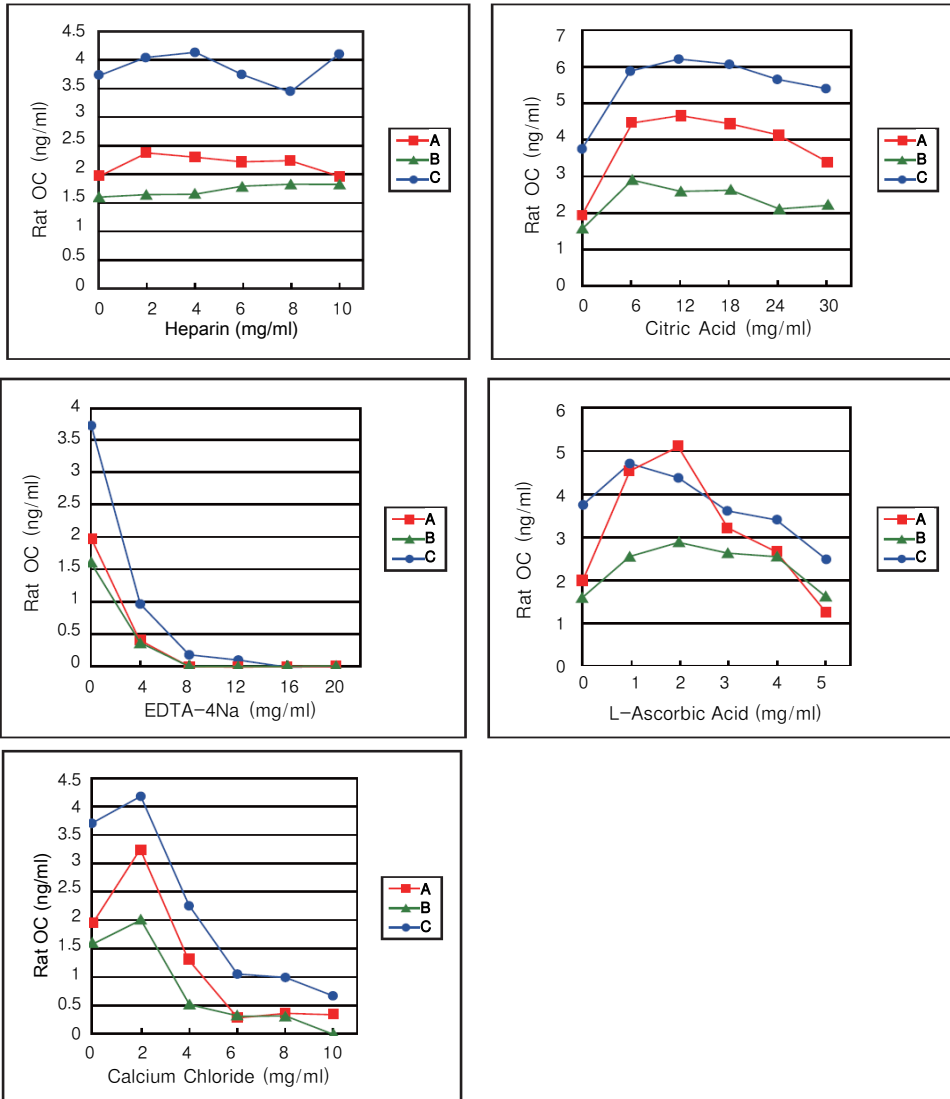 4.5
4
3.5
3
2.5
2
1.5
1
0.5
0
Rat OC (ng/ml)
0 2 4 6 8 10
Heparin (mg/ml)
A
B
C
7
6
5
4
3
2
1
0
Rat OC (ng/ml)
0 6 12 18 24 30
Citric Acid (mg/ml)
A
B
C
4
3.5
3
2.5
2
1.5
1
0.5
0
Rat OC (ng/ml)
0 4 8 12 16 20
EDTA-4Na (mg/ml)
A
B
C
6
5
4
3
2
1
0
Rat OC (ng/ml)
0 1 2 3 4 5
L-Ascorbic Acid (mg/ml)
A
B
C
4.5
4
3.5
3
2.5
2
1.5
1
0.5
0
Rat OC (ng/ml)
0 2 4 6 8 10
Calcium Chloride (mg/ml)
A
B
C